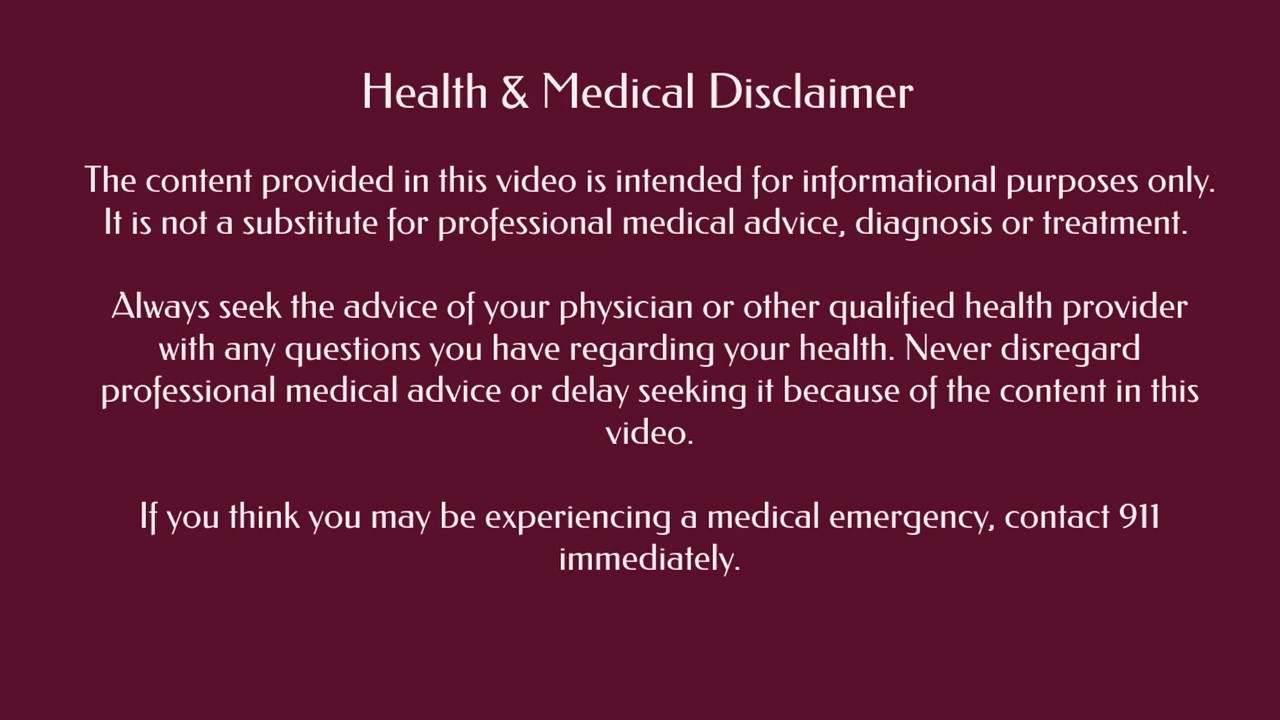 Health & Medical Disclaimer
The content provided in this video is intended for informational purposes only.
It is not a substitute for professional medical advice, diagnosis or treatment.
Always seek the advice of your physician or other qualified health provider
with any questions you have regarding your health. Never disregard
professional medical advice or delay seeking it because of the content in this
video.
If you think you may be experiencing a medical emergency, contact 911
immediately.